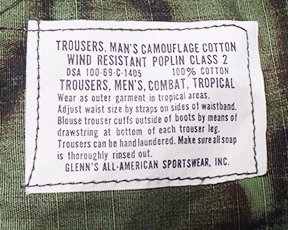 TROUSERS, MAN'S CAMOUFLAGE COTTON
WIND RESISTANT POPLIN CLASS 2
DSA 100-69-C-1405 100% COTTON
TROUSERS, MEN'S, COMBAT, TROPICAL
Wear as outer garment in tropical areas.
Adjust waist size by straps on sides of waistband.
Blouse trouser cuffs outside of boots by means of
drawstring at bottom of each trouser leg.
Trousers can be hand laundered. Make sure all soap
is thoroughly rinsed out.
GLENN'S ALL-AMERICAN SPORTSWEAR, INC.